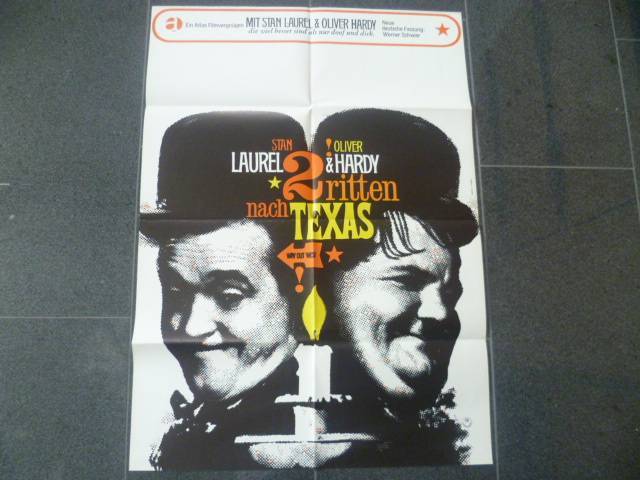 a Ein Atlas Filmvergnügen MIT STAN LAUREL & OLIVER HARDY
die viel besser sind als nur doof und dick.
Neue
deutsche Fassung:
Werner Schwier
STAN ! OLIVER
LAUREL & HARDY
2 ritten
nach TEXAS
WAY OUT WEST
!